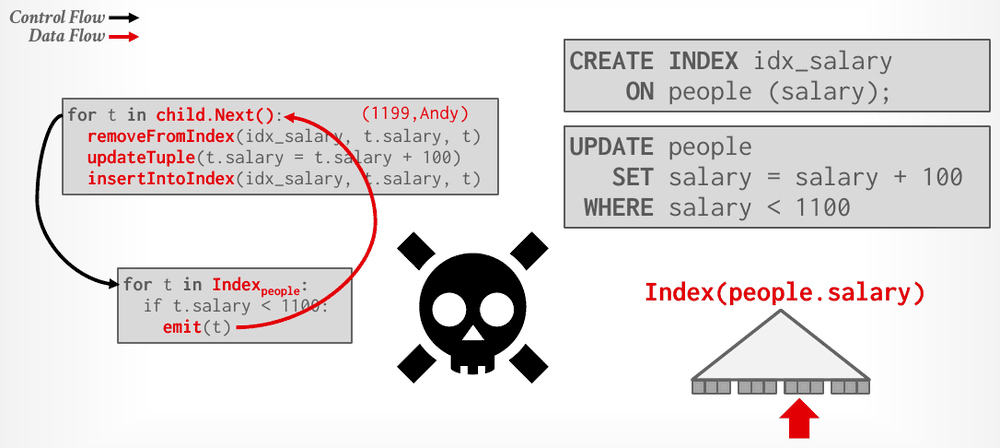 Control Flow
Data Flow
for t in child.Next(): (1199,Andy)
removeFromIndex(idx_salary, t.salary, t)
updateTuple(t.salary = t.salary + 100)
insertIntoIndex(idx_salary, t.salary, t)
for t in Indexpeople:
if t.salary < 1100:
emit(t)
CREATE INDEX idx_salary
ON people (salary);
UPDATE people
SET salary = salary + 100
WHERE salary < 1100
Index(people.salary)